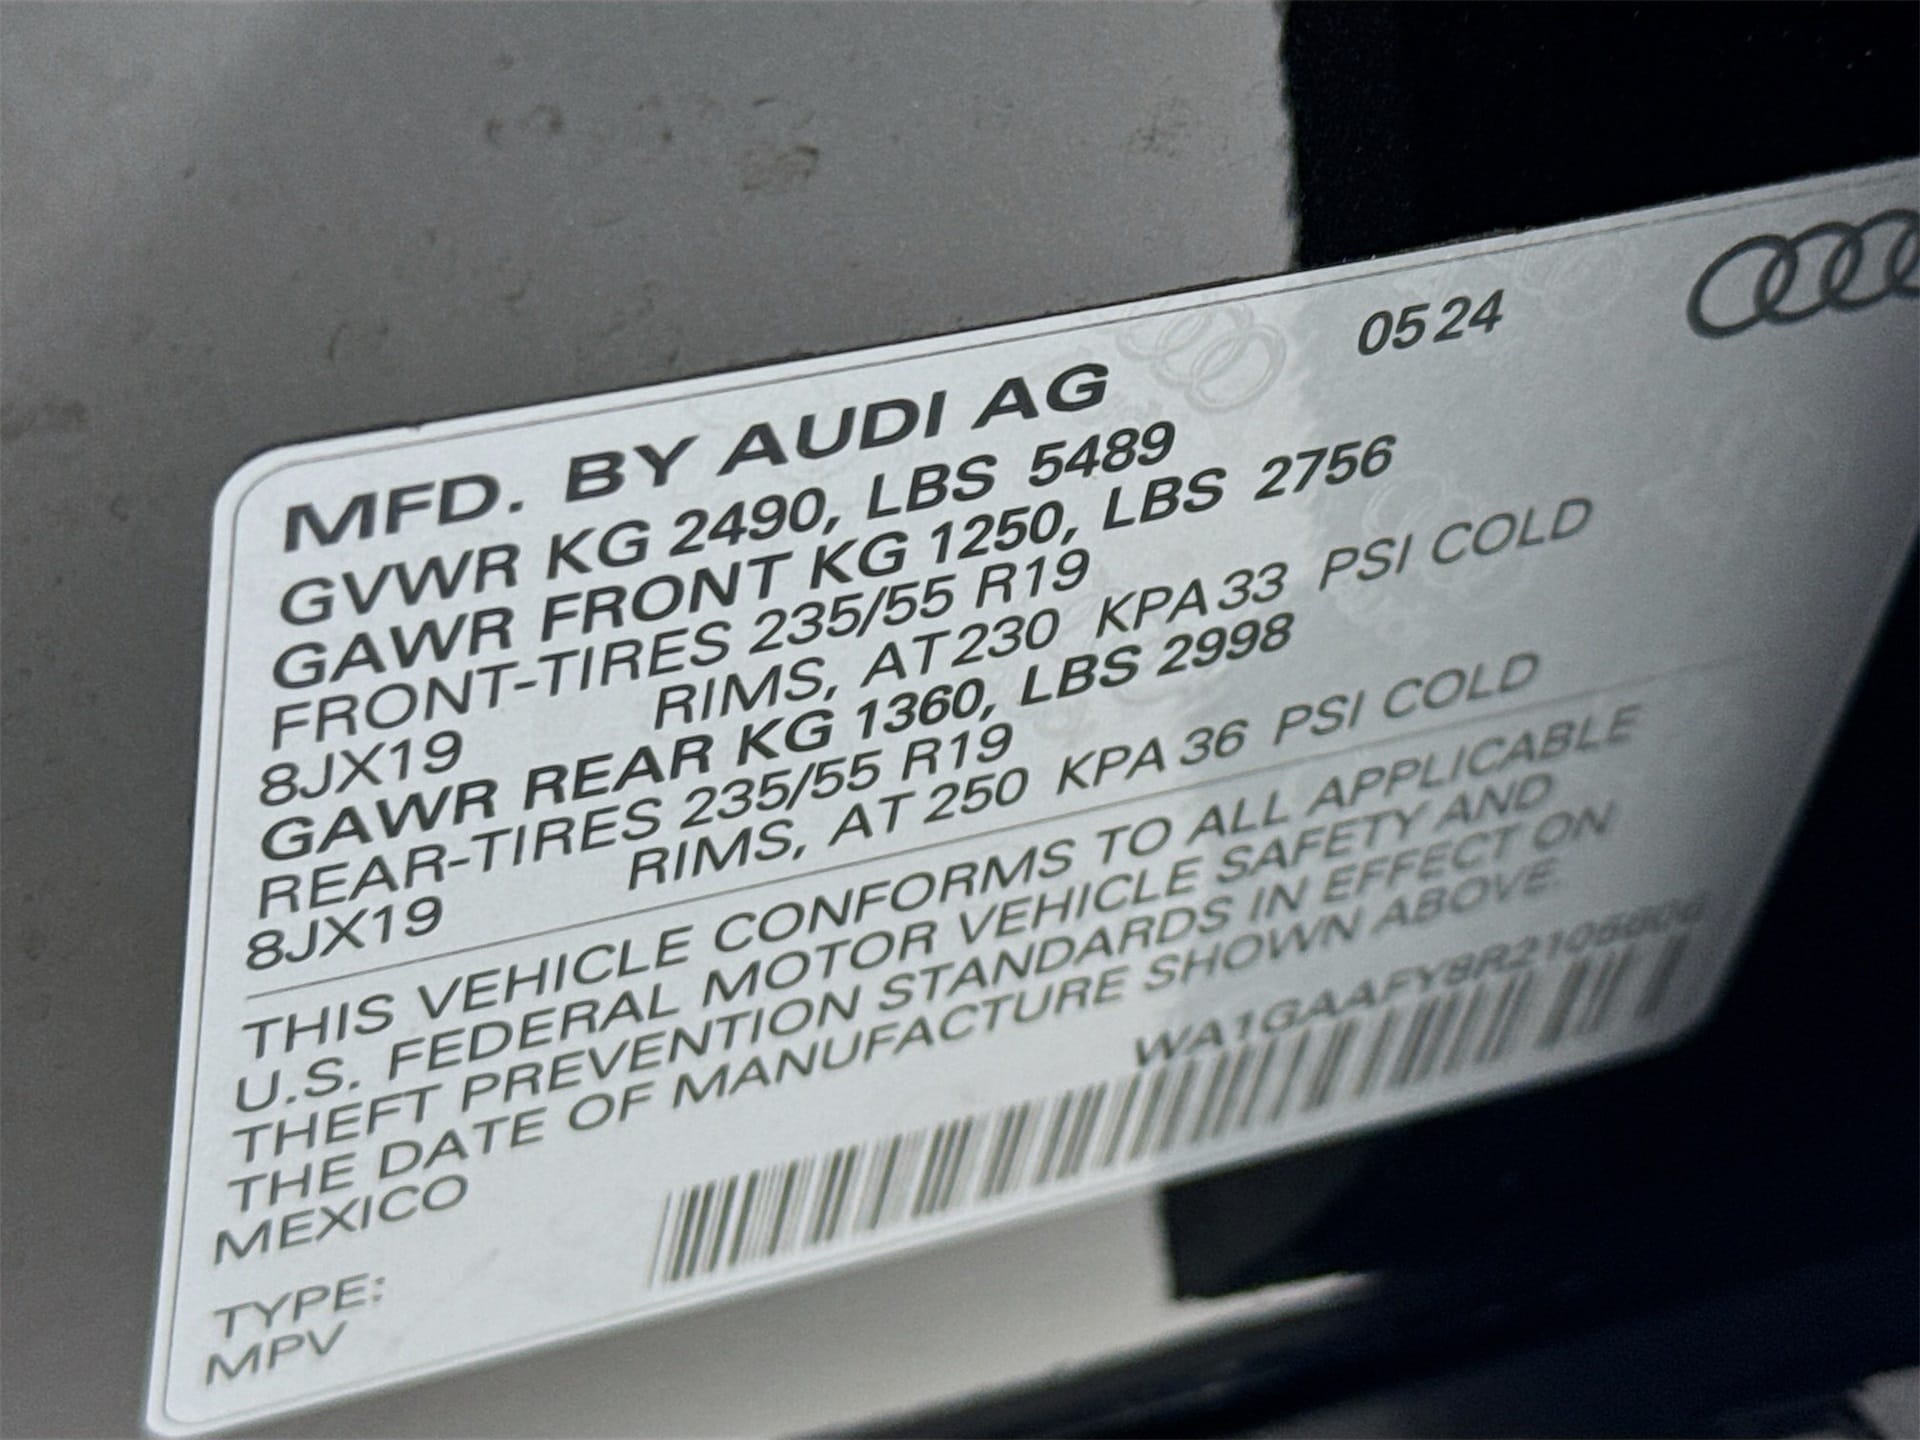 0524
MFD. BY AUDI AG
GVWR KG 2490, LBS 5489
GAWR FRONT KG 1250, LBS 2756
FRONT-TIRES 235/55 R19
8JX19 RIMS, AT 230 KPA 33 PSI COLD
GAWR REAR KG 1360, LBS 2998
REAR-TIRES 235/55 R19
8JX19 RIMS, AT 250 KPA 36 PSI COLD
THIS VEHICLE CONFORMS TO ALL APPLICABLE
U.S. FEDERAL MOTOR VEHICLE SAFETY AND
THEFT PREVENTION STANDARDS IN EFFECT ON
THE DATE OF MANUFACTURE SHOWN ABOVE.
MEXICO
TYPE:
MPV